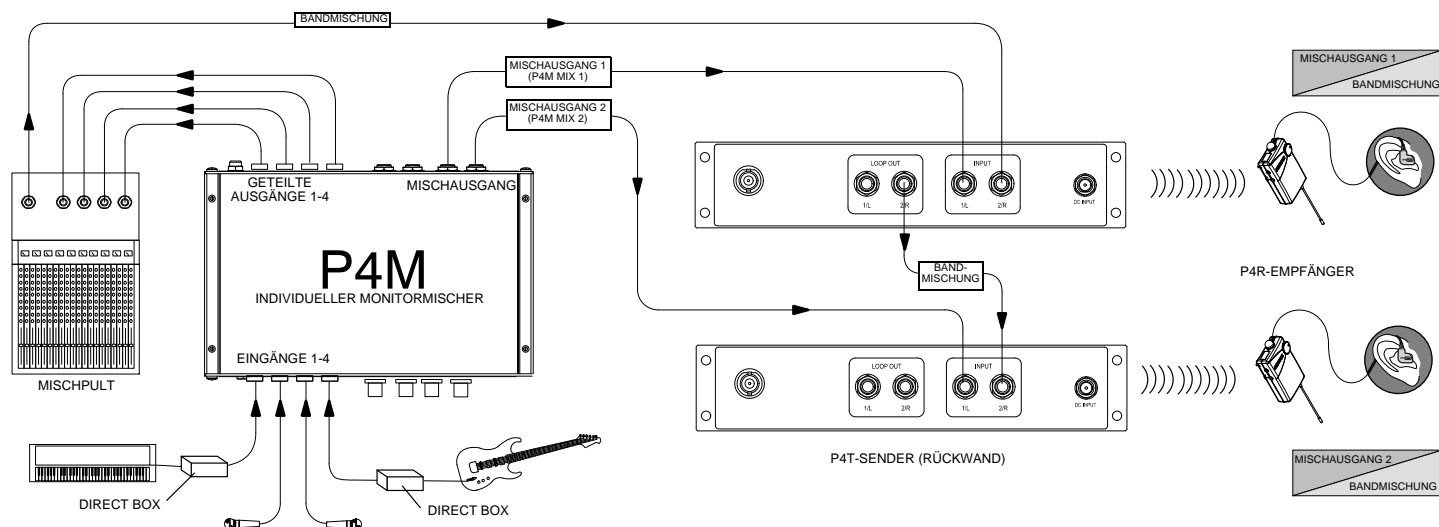 BANDMISCHUNG
MISCHAUSGANG 1
(P4M MIX 1)
MISCHAUSGANG 2
(P4M MIX 2)
MISCHAUSGANG 1
BANDMISCHUNG
GETEILTE
AUSGÄNGE 1-4
MISCHAUSGANG
P4M
INDIVIDUELLER MONITORMISCHER
EINGÄNGE 1-4
MISCHPULT
LOOP OUT
INPUT
1/L
2/R
1/L
2/R
DC INPUT
BAND-
MISCHUNG
P4R-EMPFÄNGER
LOOP OUT
INPUT
1/L
2/R
1/L
2/R
DC INPUT
P4T-SENDER (RÜCKWAND)
MISCHAUSGANG 2
BANDMISCHUNG
DIRECT BOX
DIRECT BOX